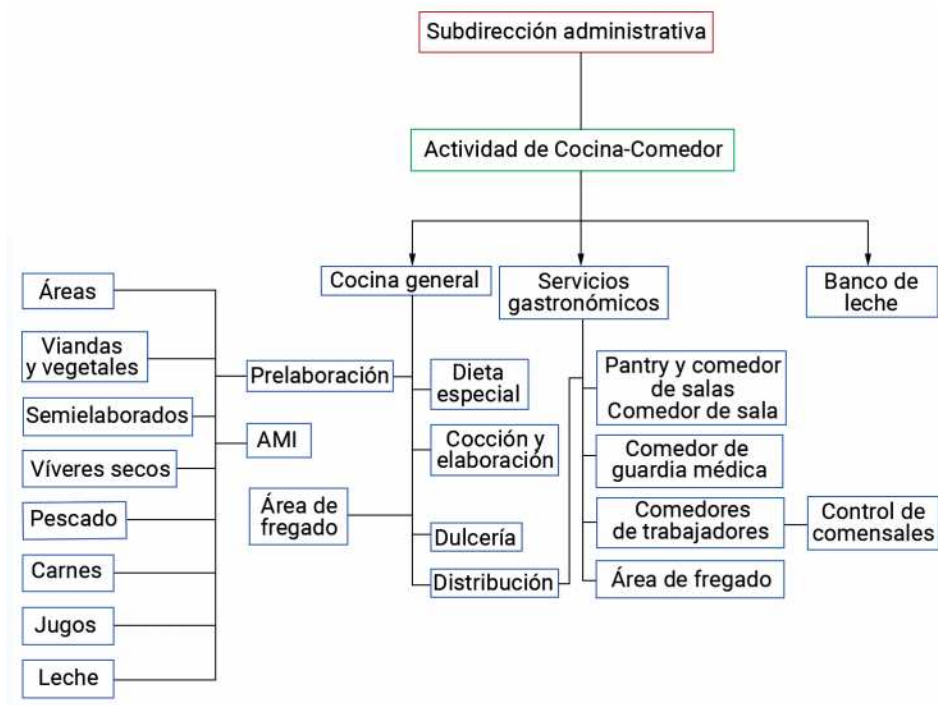 Subdirección administrativa
Actividad de Cocina-Comedor
Cocina general
Servicios
gastronómicos
Banco de
leche
Áreas
Viandas
y vegetales
Semielaborados
Víveres secos
Pescado
Carnes
Jugos
Leche
Prelaboración
AMI
Área de
fregado
Dieta
especial
Cocción y
elaboración
Dulcería
Distribución
Pantry y comedor
de salas
Comedor de sala
Comedor de
guardia médica
Comedores
de trabajadores
Área de fregado
Control de
comensales